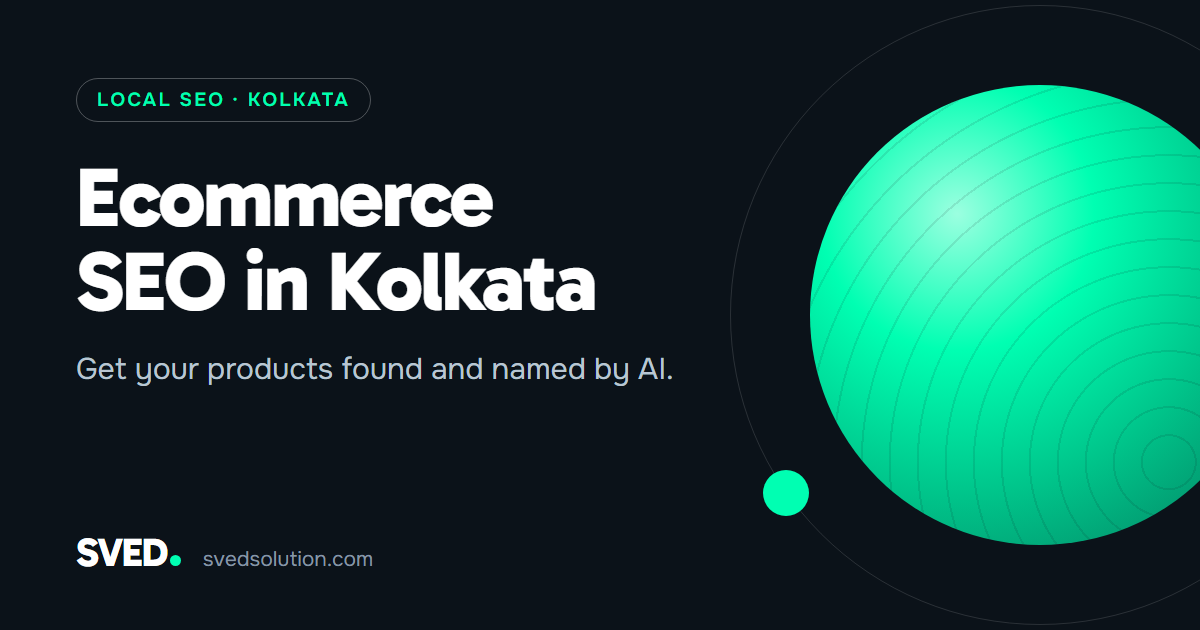 LOCAL SEO · KOLKATA
Ecommerce
SEO in Kolkata
Get your products found and named by AI.
SVED.
svedsolution.com